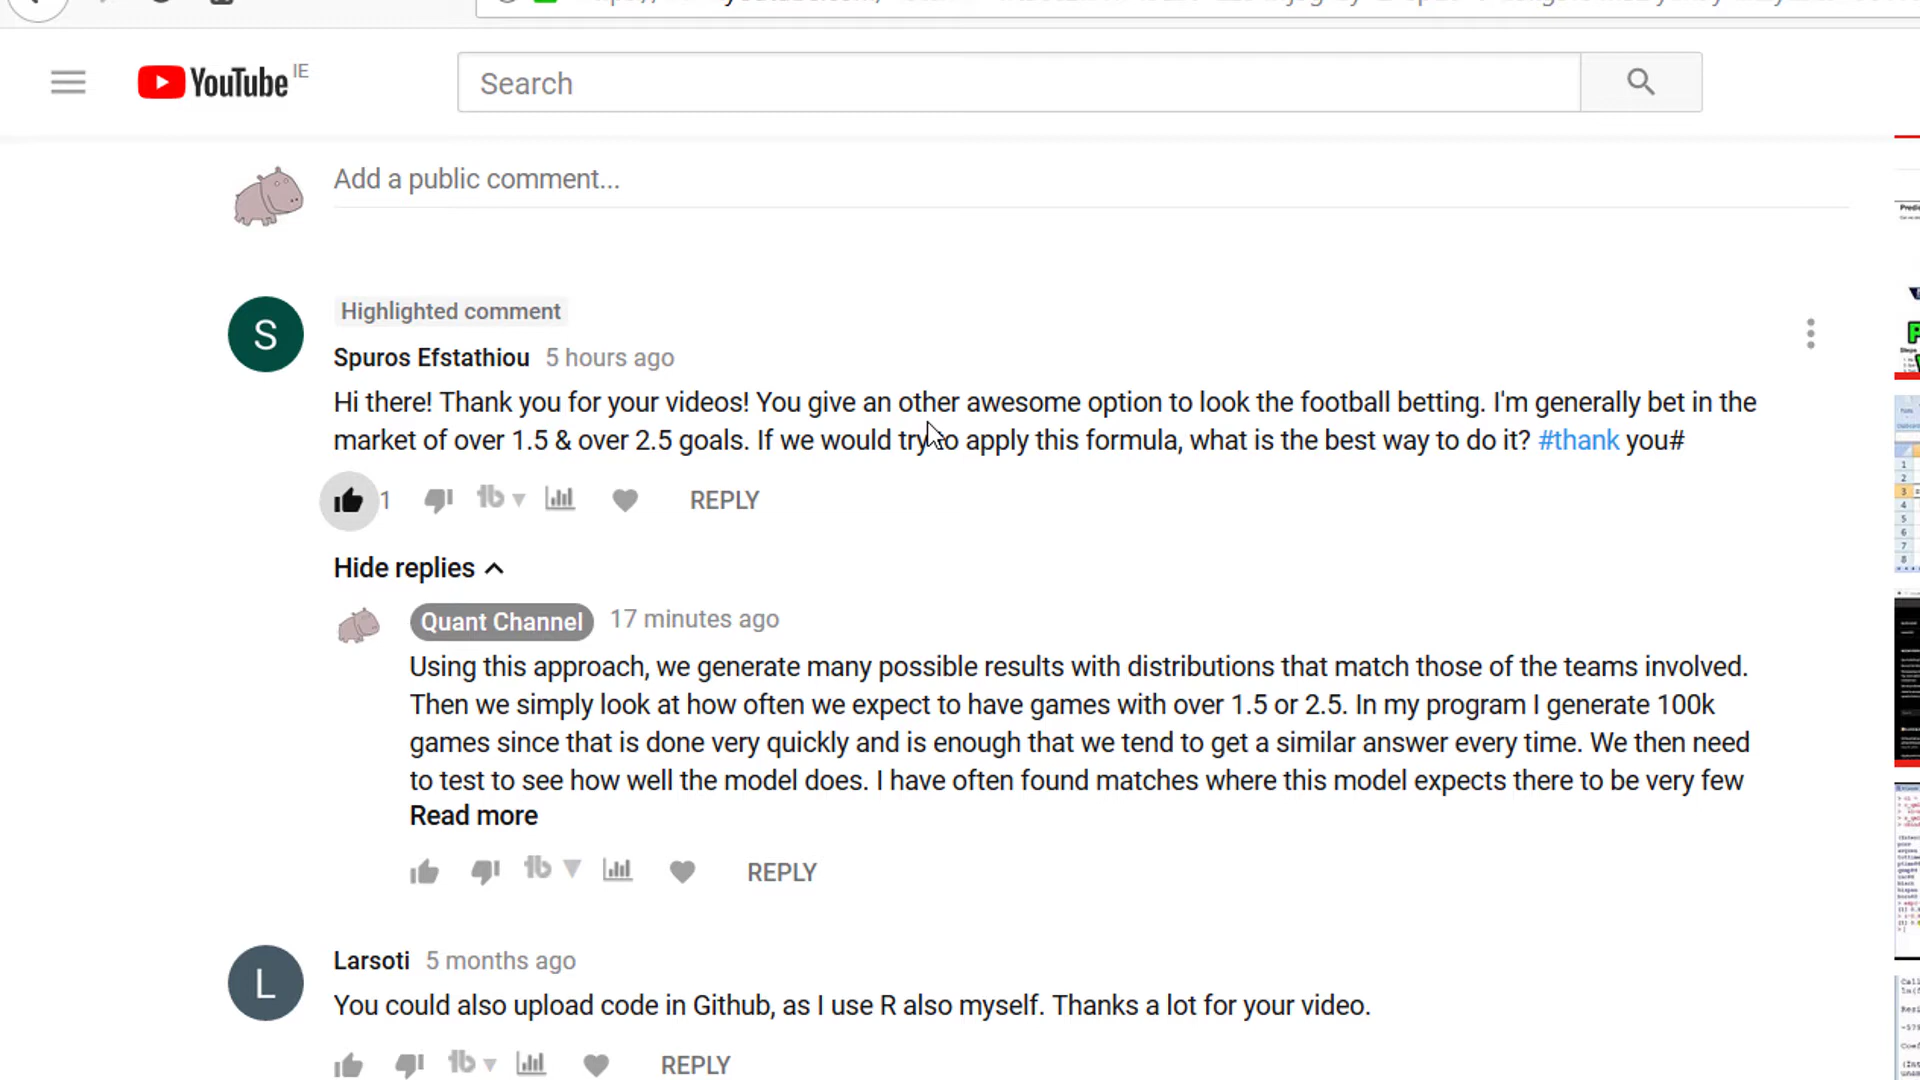 YouTube IE
Search
Add a public comment...
Highlighted comment
S
Spuros Efstathiou 5 hours ago
Hi there! Thank you for your videos! You give an other awesome option to look the football betting. I'm generally bet in the
market of over 1.5 & over 2.5 goals. If we would try to apply this formula, what is the best way to do it? #thank you#
1
REPLY
Hide replies
Quant Channel 17 minutes ago
Using this approach, we generate many possible results with distributions that match those of the teams involved.
Then we simply look at how often we expect to have games with over 1.5 or 2.5. In my program I generate 100k
games since that is done very quickly and is enough that we tend to get a similar answer every time. We then need
to test to see how well the model does. I have often found matches where this model expects there to be very few
Read more
REPLY
L
Larsoti 5 months ago
You could also upload code in Github, as I use R also myself. Thanks a lot for your video.
REPLY